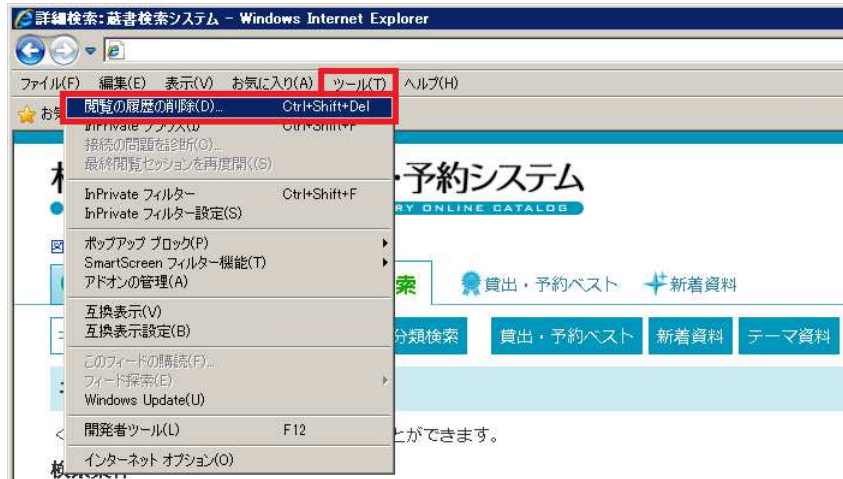 詳細検索:蔵書検索システム - Windows Internet Explorer
ファイル(F) 編集(E) 表示(V) お気に入り(A) ツール(T) ヘルプ(H)
閲覧の履歴の削除(D)... Ctrl+Shift+Del
InPrivate ブラウズ(I) Ctrl+Shift+P
接続の問題を診断(C)...
最終閲覧セッションを再度開く(S)
InPrivate フィルター Ctrl+Shift+F
InPrivate フィルター設定(S)
・予約システム
RY ONLINE CATALOG
ポップアップ ブロック(P)
SmartScreen フィルター機能(T)
アドオンの管理(A)
索 貸出・予約ベスト 新着資料
互換表示(V)
互換表示設定(B)
分類検索 貸出・予約ベスト 新着資料 テーマ資料
このフィードの購読(F)...
フィード探索(E)
Windows Update(U)
開発者ツール(L) F12
とができます。
インターネット オプション(O)